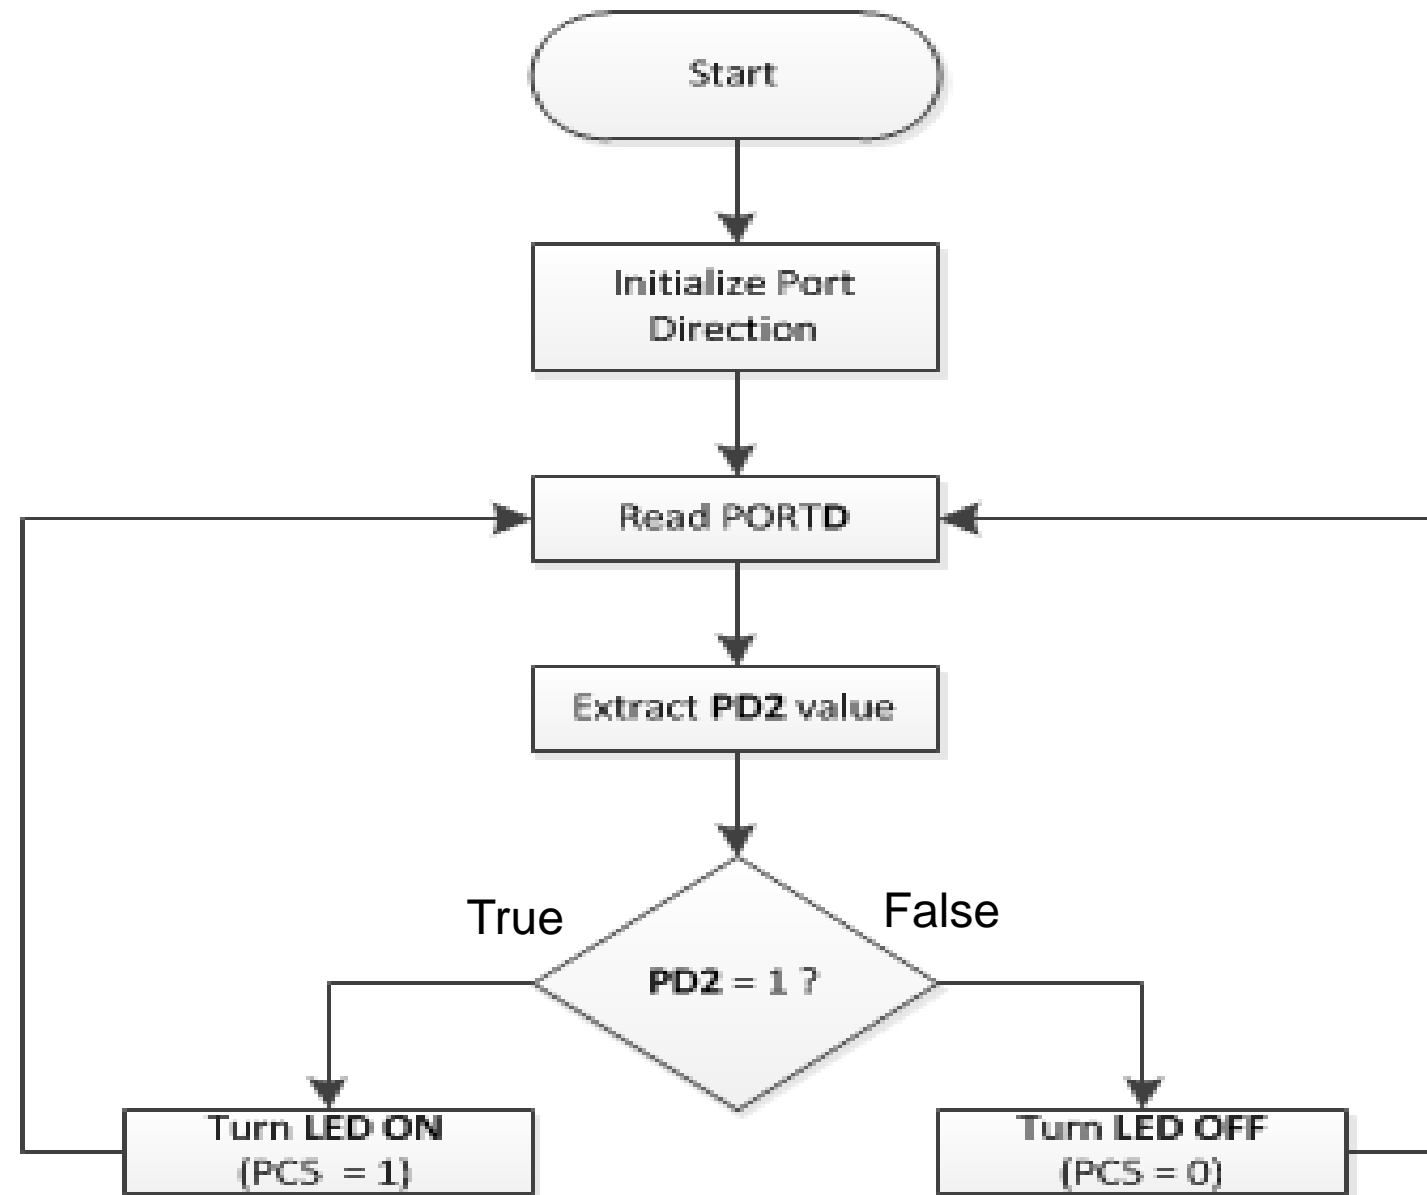 Start
Initialize Port
Direction
Read PORTD
Extract PD2 value
True
False
PD2 = 1 ?
Turn LED ON
(PC5 = 1)
Turn LED OFF
(PC5 = 0)